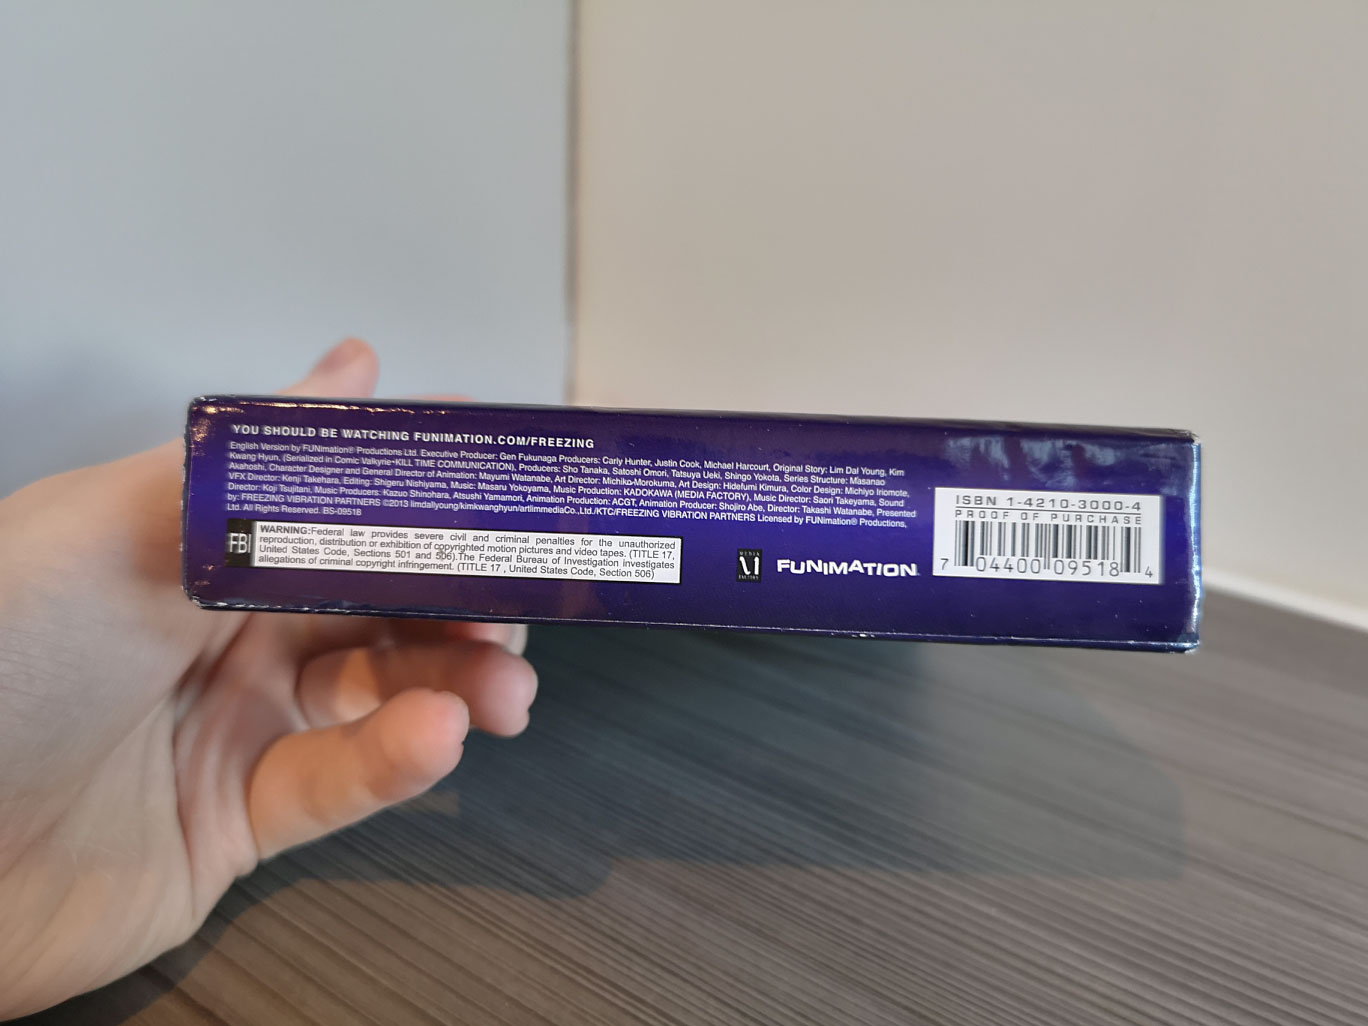 YOU SHOULD BE WATCHING FUNIMATION.COM/FREEZING
English Version by FUNimation® Productions Ltd. Executive Producer: Gen Fukunaga Producers: Carly Hunter, Justin Cook, Michael Harcourt, Original Story: Lim Dal Young, Kim
Kwang Hyun, (Serialized in Comic Valkyrie•KILL TIME COMMUNICATION), Producers: Sho Tanaka, Satoshi Omori, Tatsuya Ueki, Shingo Yokota, Series Structure: Masanao
Akahoshi, Character Designer and General Director of Animation: Mayumi Watanabe, Art Director: Michiko-Morokuma, Art Design: Hidefumi Kimura, Color Design: Michiyo Iriomote,
VFX Director: Kenji Takehara, Editing: Shigeru Nishiyama, Music: Masaru Yokoyama, Music Production: KADOKAWA (MEDIA FACTORY), Music Director: Saori Takeyama, Sound
Director: Koji Tsujitani, Music Producers: Kazuo Shinohara, Atsushi Yamamori, Animation Production: ACGT, Animation Producer: Shojiro Abe, Director: Takashi Watanabe, Presented
by: FREEZING VIBRATION PARTNERS ©2013 limdallyoung/kimkwanghyun/artlimmediaCo.,Ltd./KTC/FREEZING VIBRATION PARTNERS Licensed by FUNimation® Productions,
Ltd. All Rights Reserved. BS-09518
FBI
WARNING:Federal law provides severe civil and criminal penalties for the unauthorized
reproduction, distribution or exhibition of copyrighted motion pictures and video tapes. (TITLE 17,
United States Code, Sections 501 and 506).The Federal Bureau of Investigation investigates
allegations of criminal copyright infringement. (TITLE 17 , United States Code, Section 506)
MEDIA
FACTORY
FUNIMATION
ISBN 1-4210-3000-4
PROOF OF PURCHASE
7 04400 09518 4